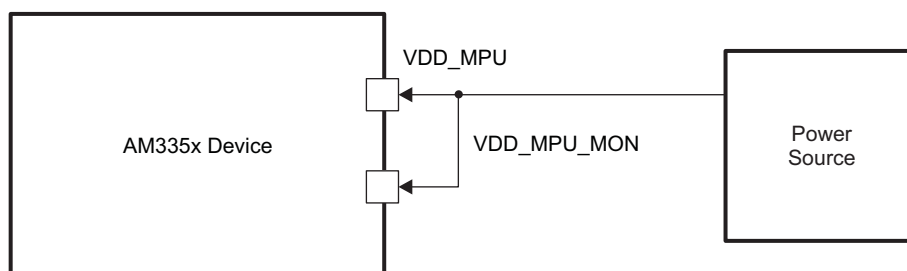 VDD_MPU
AM335x Device
VDD_MPU_MON
Power
Source